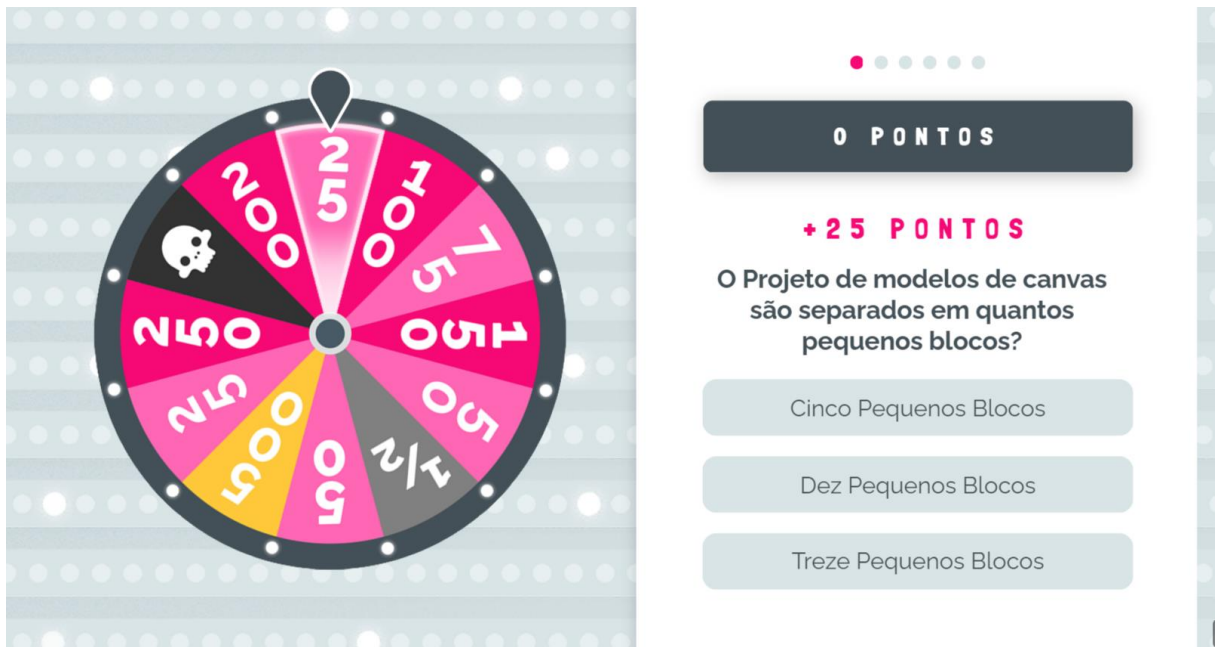 25
100
75
150
50
1/2
50
500
25
250
200
0 PONTOS
+25 PONTOS
O Projeto de modelos de canvas
são separados em quantos
pequenos blocos?
Cinco Pequenos Blocos
Dez Pequenos Blocos
Treze Pequenos Blocos